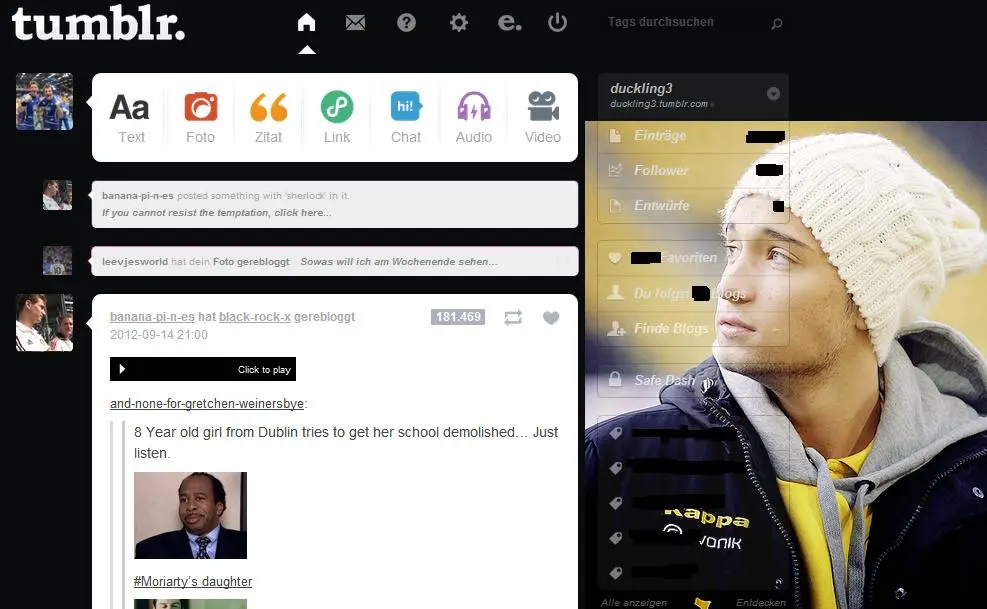 tumblr.
e.
Tags durchsuchen
Aa
hi!
Text
Foto
Zitat
Link
Chat
Audio
Video
duckling3
duckling3.tumblr.com
Einträge
Follower
Entwürfe
Favoriten
Du folgst
Blogs
Finde Blogs
Safe Dash
Alle anzeigen
Entdecken
banana-pi-n-es posted something with 'sherlock' in it.
If you cannot resist the temptation, click here...
leevjesworld hat dein Foto gerebloggt Sowas will ich am Wochenende sehen...
banana-pi-n-es hat black-rock-x gerebloggt
181.469
2012-09-14 21:00
Click to play
and-none-for-gretchen-weinersbye:
8 Year old girl from Dublin tries to get her school demolished… Just
listen.
#Moriarty's daughter
Kappa
VONIK